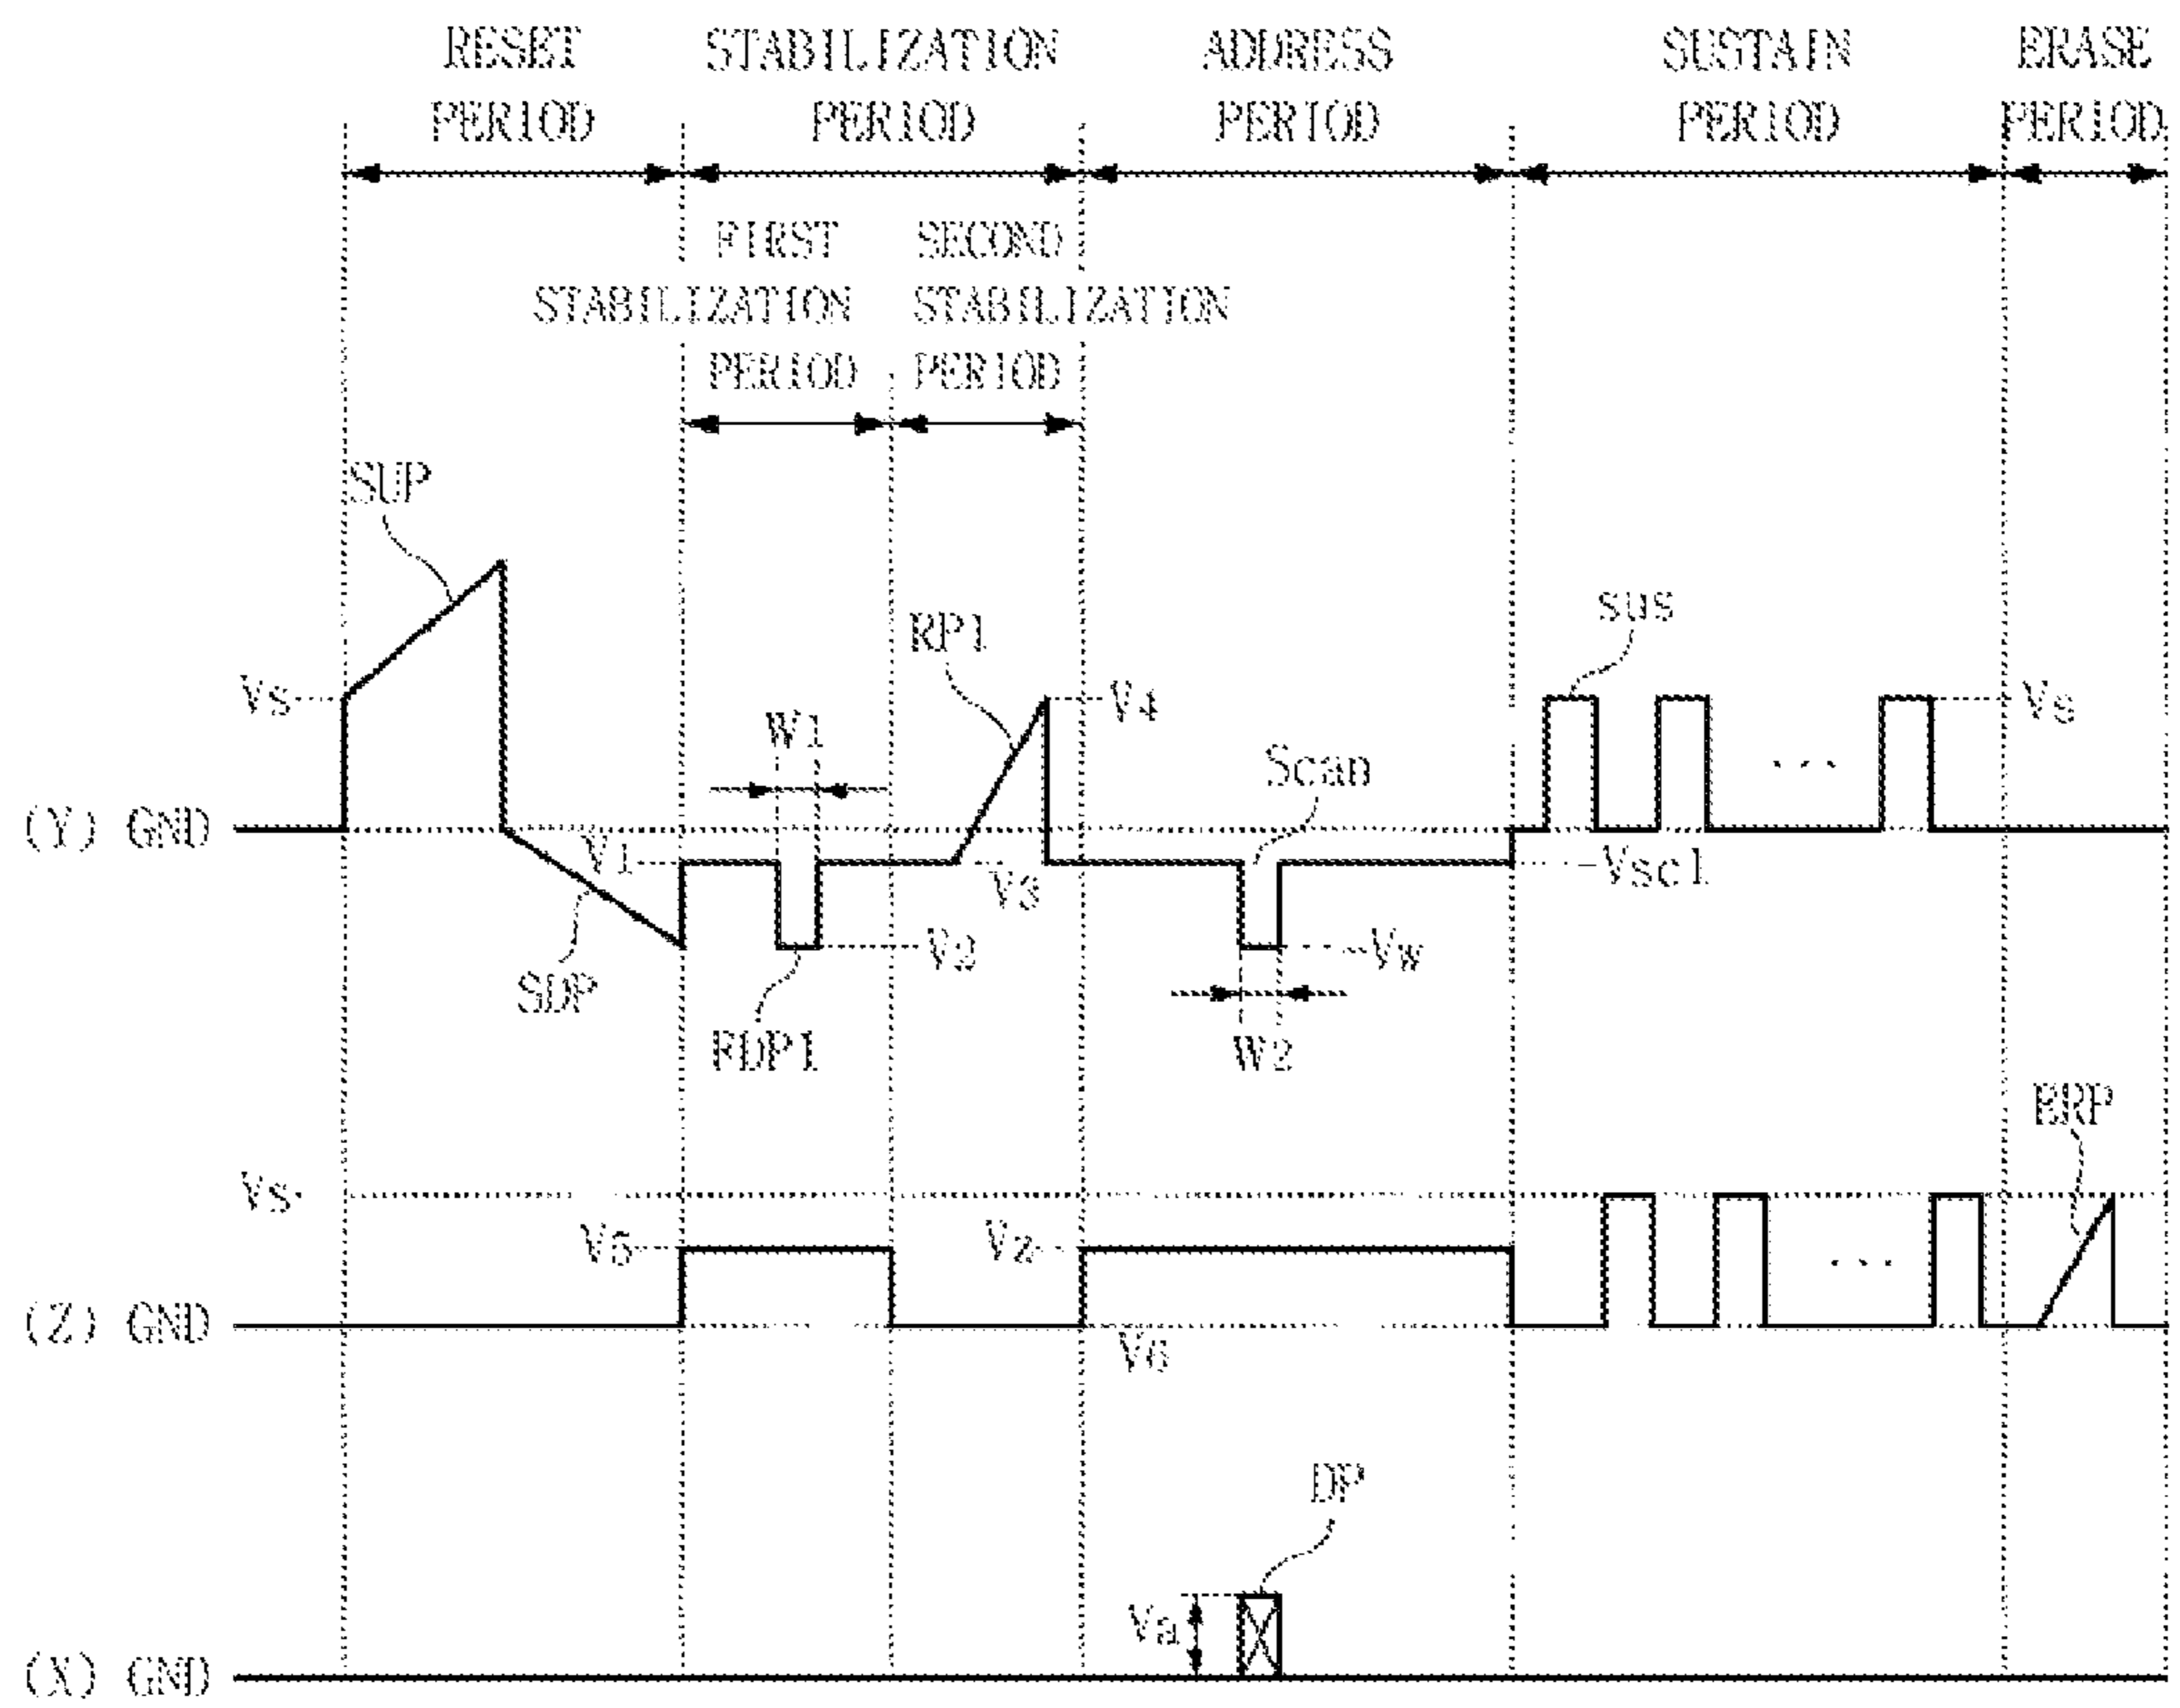 RESET STABILIZATION ADDRESS SUSTAIN ERASE
PERIOD PERIOD PERIOD PERIOD PERIOD
FIRST SECOND
STABILIZATION STABILIZATION
PERIOD PERIOD
SUP
sus
RP1
Vs V4 Vs
W1
Scan
(Y) GND
V1 V3 -Vsc1
V2 -Vw
SDP
RDP1 W2
ERP
Vs
V5 Vz
(Z) GND
V6
DP
Va
(X) GND